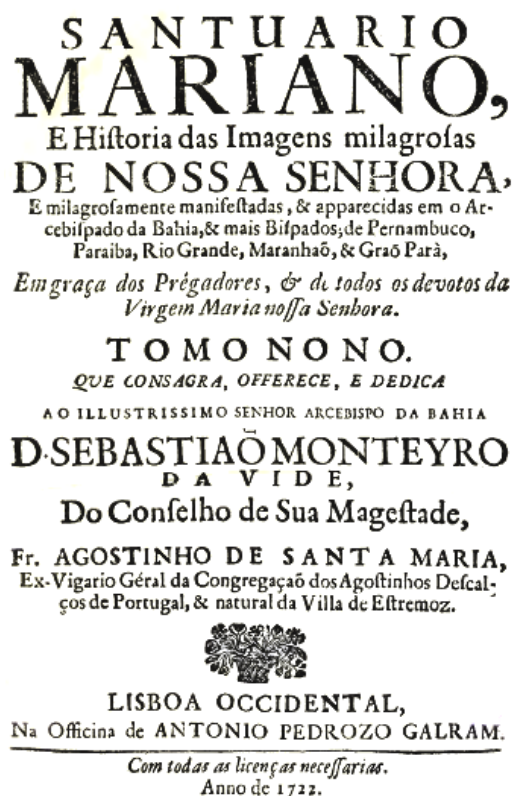 SANTUARIO
MARIANO,
E Hiſtoria das Imagens milagroſas
DE NOSSA SENHORA,
E milagroſamente manifeſtadas, & apparecidas em o Ar-
cebiſpado da Bahia, & mais Biſpados, de Pernambuco,
Paraiba, Rio Grande, Maranhaõ, & Graõ Parà,
Em graça dos Prégadores, & de todos os devotos da
Virgem Maria noſſa Senhora.
TOMO NONO.
QUE CONSAGRA, OFFERECE, E DEDICA
AO ILLUSTRISSIMO SENHOR ARCEBISPO DA BAHIA
D. SEBASTIAÕ MONTEYRO
DA VIDE,
Do Conſelho de Sua Mageſtade,
Fr. AGOSTINHO DE SANTA MARIA,
Ex-Vigario Géral da Congregaçaõ dos Agoſtinhos Deſcal-
ços de Portugal, & natural da Villa de Eſtremoz.
LISBOA OCCIDENTAL,
Na Officina de ANTONIO PEDROZO GALRAM.
Com todas as licenças neceſſarias.
Anno de 1722.